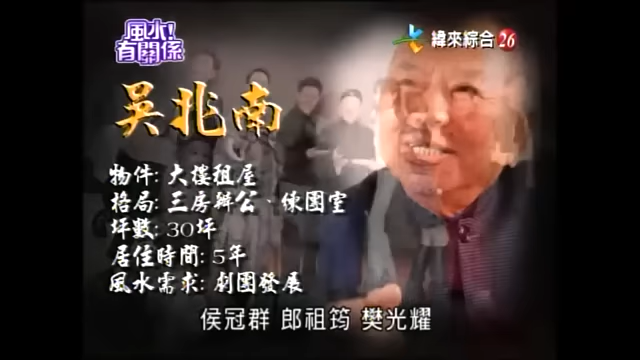 風水!
有關係
緯來綜合26
吳兆南
物件: 大樓租屋
格局: 三房辦公、練團室
坪數: 30坪
居住時間: 5年
風水需求: 劇團發展
侯冠群 郎祖筠 樊光耀